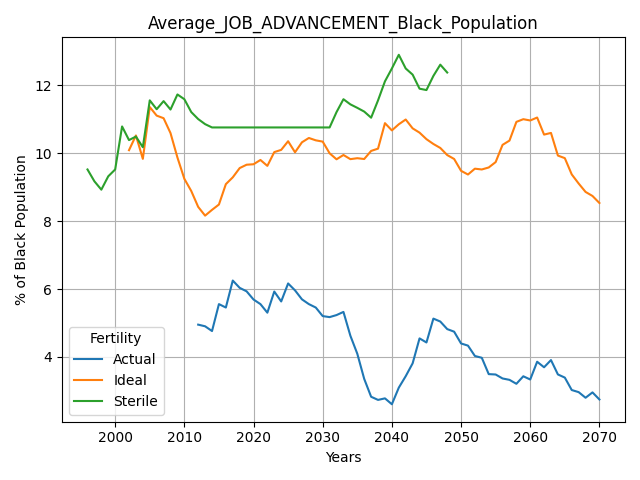 Average_JOB_ADVANCEMENT_Black_Population
% of Black Population
12
10
8
6
4
Fertility
Actual
Ideal
Sterile
2000 2010 2020 2030 2040 2050 2060 2070
Years